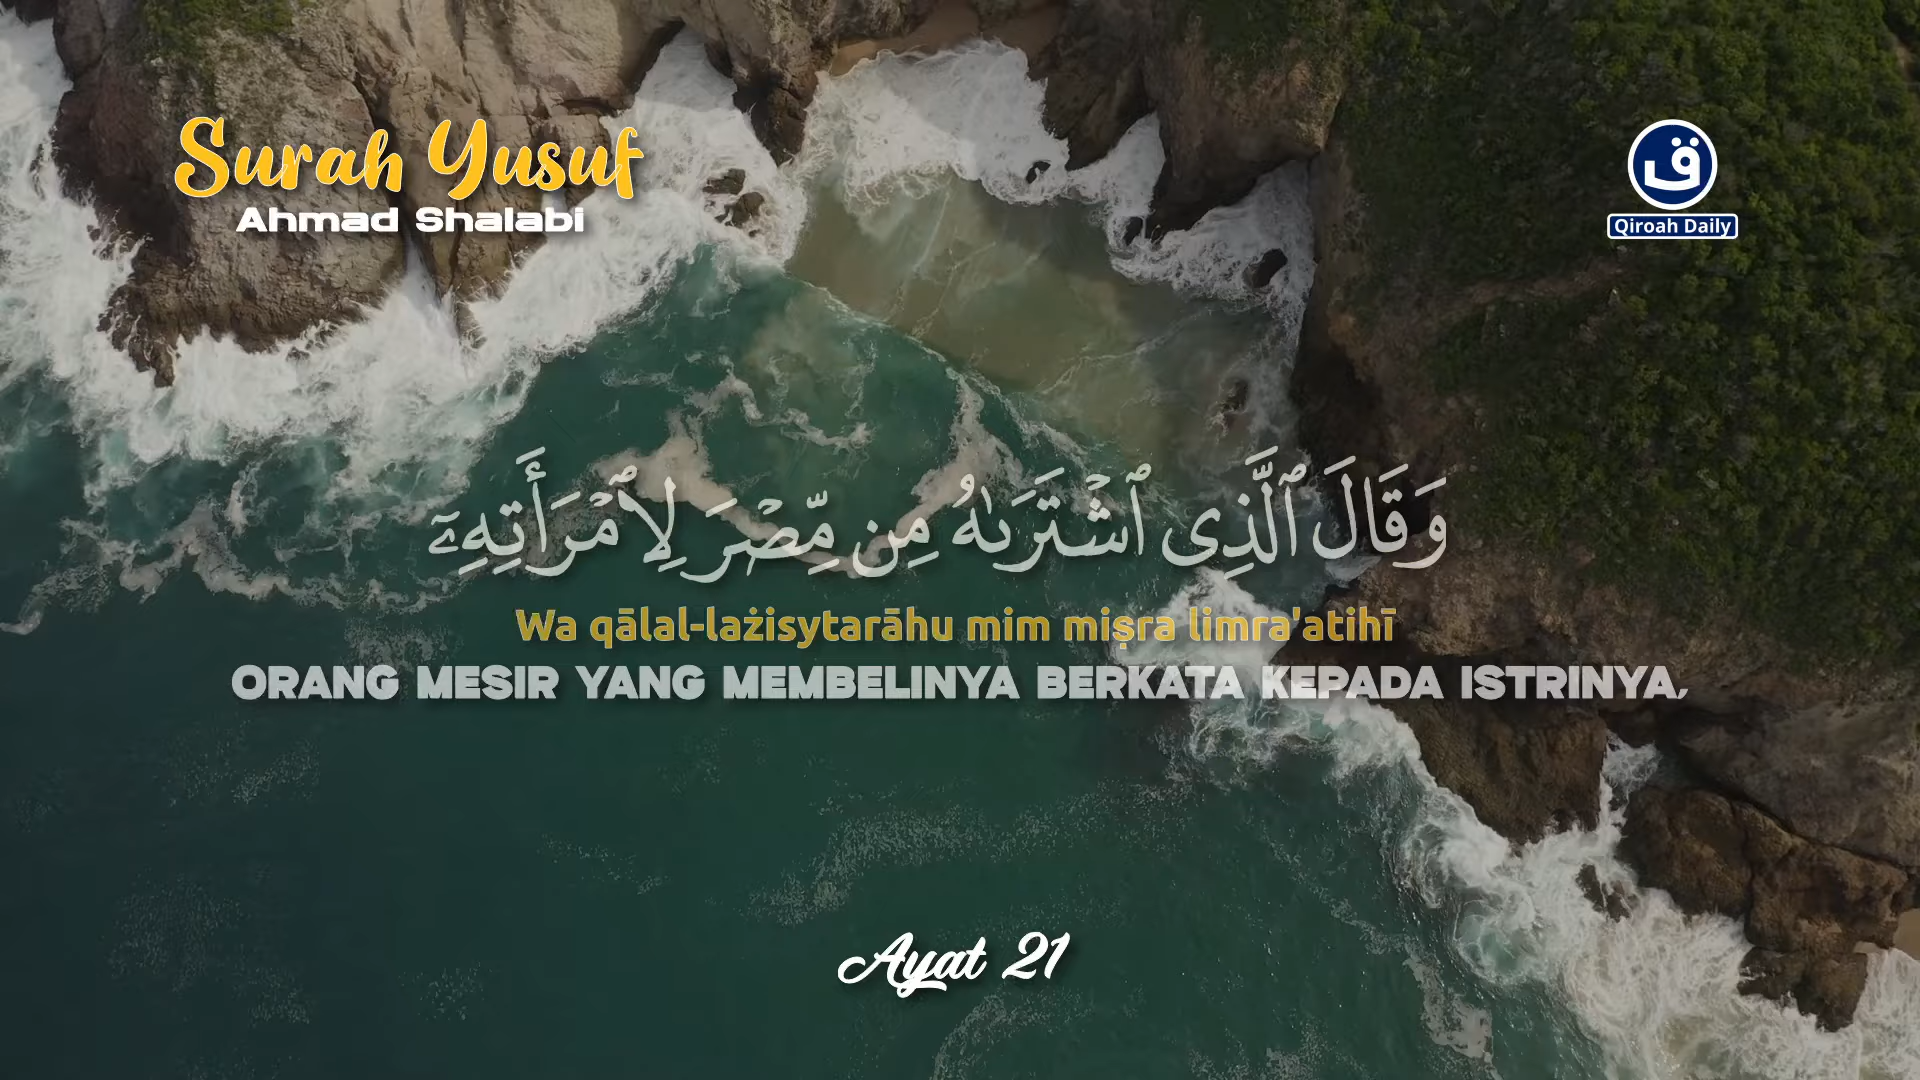 Surah Yusuf
Ahmad Shalabi
ق
Qiroah Daily
وَقَالَ ٱلَّذِى ٱشْتَرَىٰهُ مِن مِّصْرَ لِٱمْرَأَتِهِۦٓ
Wa qālal-lażisytarāhu mim miṣra limra'atihī
ORANG MESIR YANG MEMBELINYA BERKATA KEPADA ISTRINYA,
Ayat 21